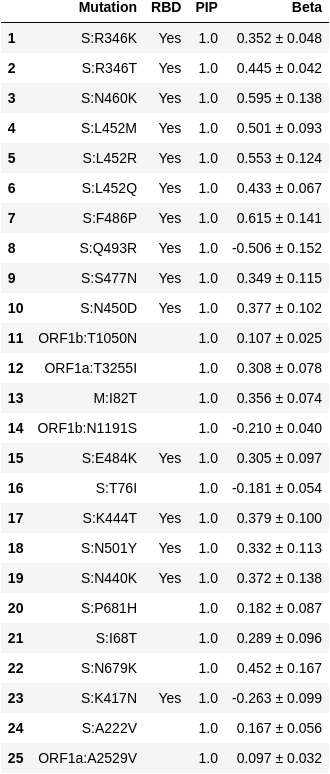 Mutation RBD PIP Beta
1 S:R346K Yes 1.0 0.352 ± 0.048
2 S:R346T Yes 1.0 0.445 ± 0.042
3 S:N460K Yes 1.0 0.595 ± 0.138
4 S:L452M Yes 1.0 0.501 ± 0.093
5 S:L452R Yes 1.0 0.553 ± 0.124
6 S:L452Q Yes 1.0 0.433 ± 0.067
7 S:F486P Yes 1.0 0.615 ± 0.141
8 S:Q493R Yes 1.0 -0.506 ± 0.152
9 S:S477N Yes 1.0 0.349 ± 0.115
10 S:N450D Yes 1.0 0.377 ± 0.102
11 ORF1b:T1050N 1.0 0.107 ± 0.025
12 ORF1a:T3255I 1.0 0.308 ± 0.078
13 M:I82T 1.0 0.356 ± 0.074
14 ORF1b:N1191S 1.0 -0.210 ± 0.040
15 S:E484K Yes 1.0 0.305 ± 0.097
16 S:T76I 1.0 -0.181 ± 0.054
17 S:K444T Yes 1.0 0.379 ± 0.100
18 S:N501Y Yes 1.0 0.332 ± 0.113
19 S:N440K Yes 1.0 0.372 ± 0.138
20 S:P681H 1.0 0.182 ± 0.087
21 S:I68T 1.0 0.289 ± 0.096
22 S:N679K 1.0 0.452 ± 0.167
23 S:K417N Yes 1.0 -0.263 ± 0.099
24 S:A222V 1.0 0.167 ± 0.056
25 ORF1a:A2529V 1.0 0.097 ± 0.032